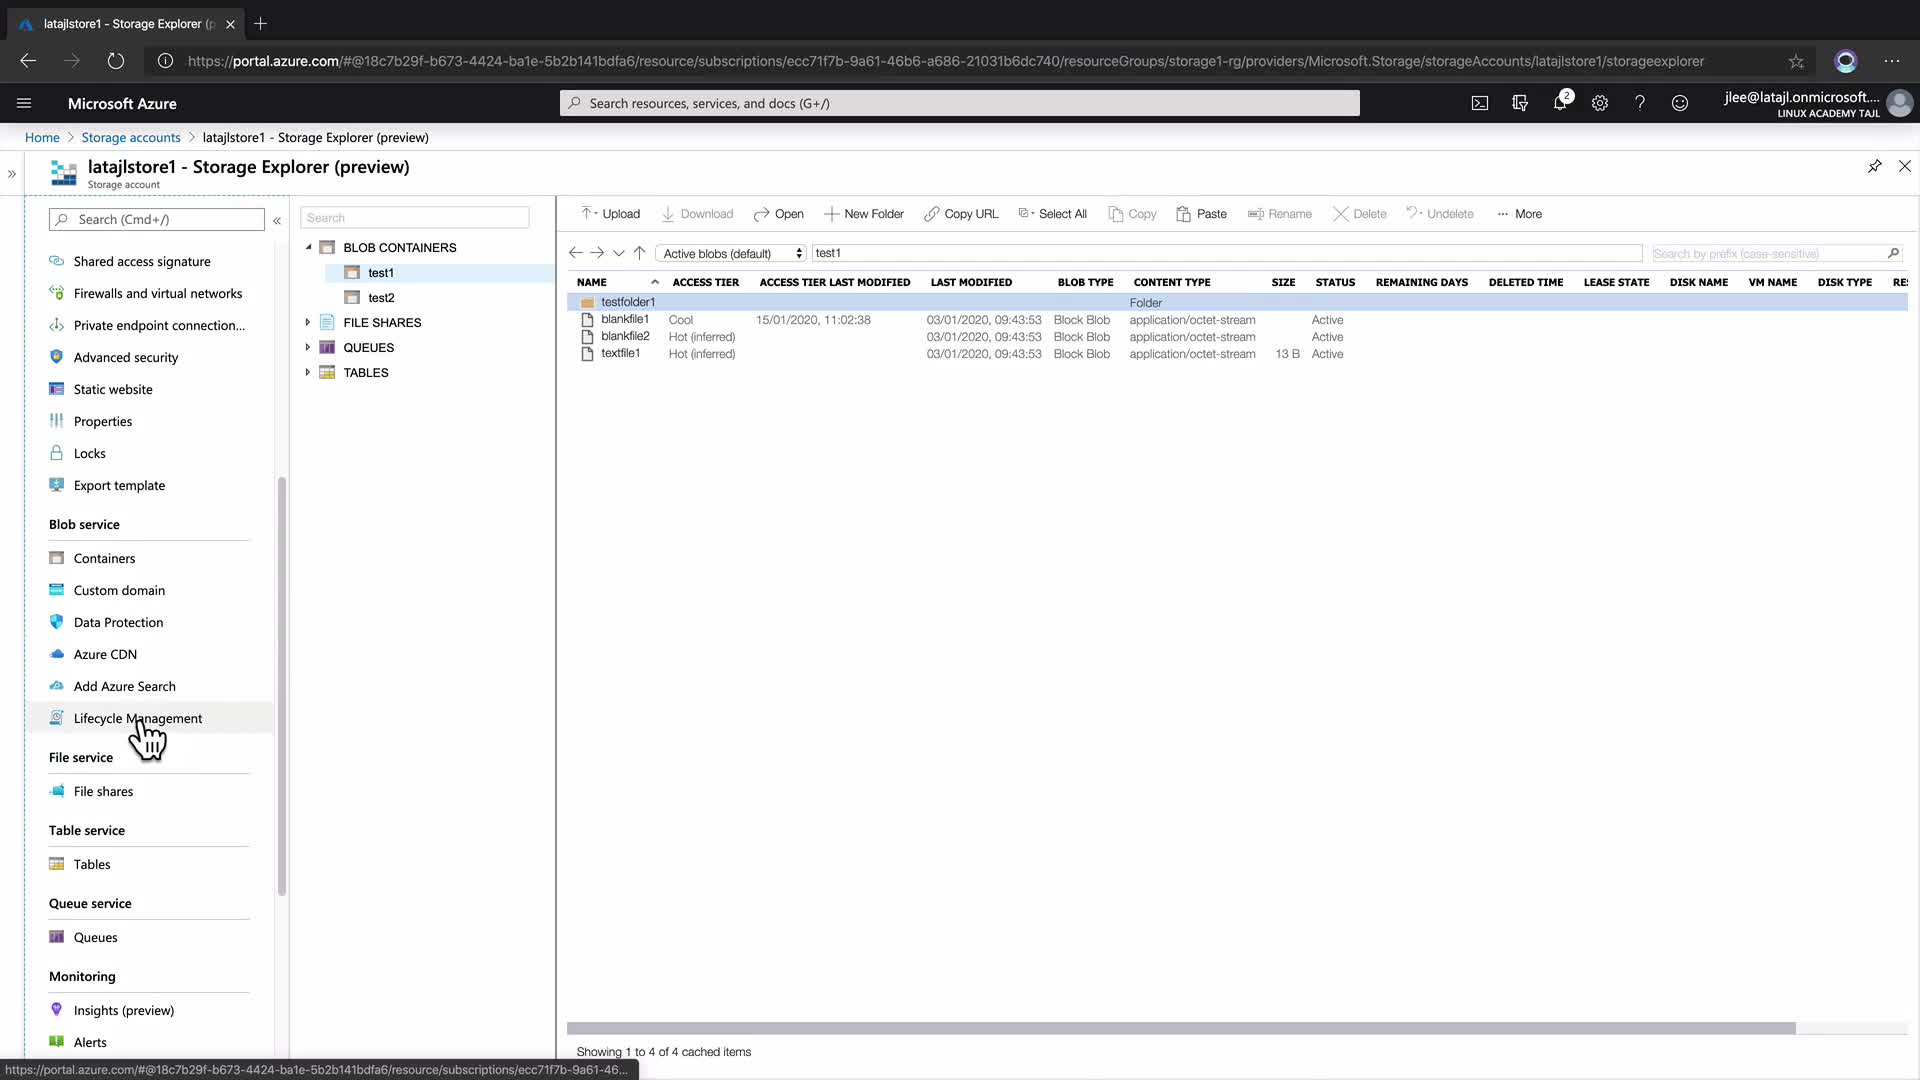 latajlstore1 - Storage Explorer (p
https://portal.azure.com/#@18c7b29f-b673-4424-ba1e-5b2b141bdfa6/resource/subscriptions/ecc71f7b-9a61-46b6-a686-21031b6dc740/resourceGroups/storage1-rg/providers/Microsoft.Storage/storageAccounts/latajlstore1/storageexplorer
Microsoft Azure
Search resources, services, and docs (G+/)
2
jlee@latajl.onmicrosoft....
LINUX ACADEMY TAJL
Home > Storage accounts > latajlstore1 - Storage Explorer (preview)
latajlstore1 - Storage Explorer (preview)
Storage account
Search (Cmd+/)
Shared access signature
Firewalls and virtual networks
Private endpoint connection...
Advanced security
Static website
Properties
Locks
Export template
Blob service
Containers
Custom domain
Data Protection
Azure CDN
Add Azure Search
Lifecycle Management
File service
File shares
Table service
Tables
Queue service
Queues
Monitoring
Insights (preview)
Alerts
Search
BLOB CONTAINERS
test1
test2
FILE SHARES
QUEUES
TABLES
Upload Download Open New Folder Copy URL Select All Copy Paste Rename Delete Undelete ... More
Active blobs (default) test1 Search by prefix (case-sensitive)
NAME ACCESS TIER ACCESS TIER LAST MODIFIED LAST MODIFIED BLOB TYPE CONTENT TYPE SIZE STATUS REMAINING DAYS DELETED TIME LEASE STATE DISK NAME VM NAME DISK TYPE RE
testfolder1 Folder
blankfile1 Cool 15/01/2020, 11:02:38 03/01/2020, 09:43:53 Block Blob application/octet-stream Active
blankfile2 Hot (inferred) 03/01/2020, 09:43:53 Block Blob application/octet-stream Active
textfile1 Hot (inferred) 03/01/2020, 09:43:53 Block Blob application/octet-stream 13 B Active
Showing 1 to 4 of 4 cached items
https://portal.azure.com/#@18c7b29f-b673-4424-ba1e-5b2b141bdfa6/resource/subscriptions/ecc71f7b-9a61-46...